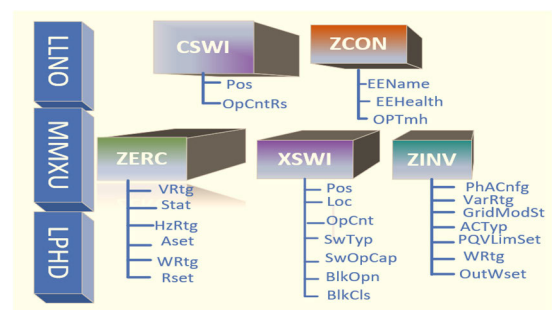 LLNO
MMXU
LPHD
CSWI
Pos
OpCntRs
ZCON
EEName
EEHealth
OPTmh
ZERC
VRtg
Stat
HzRtg
Aset
WRtg
Rset
XSWI
Pos
Loc
OpCnt
SwTyp
SwOpCap
BlkOpn
BlkCls
ZINV
PhACnfg
VarRtg
GridModSt
ACTyp
PQVLimSet
WRtg
OutWset